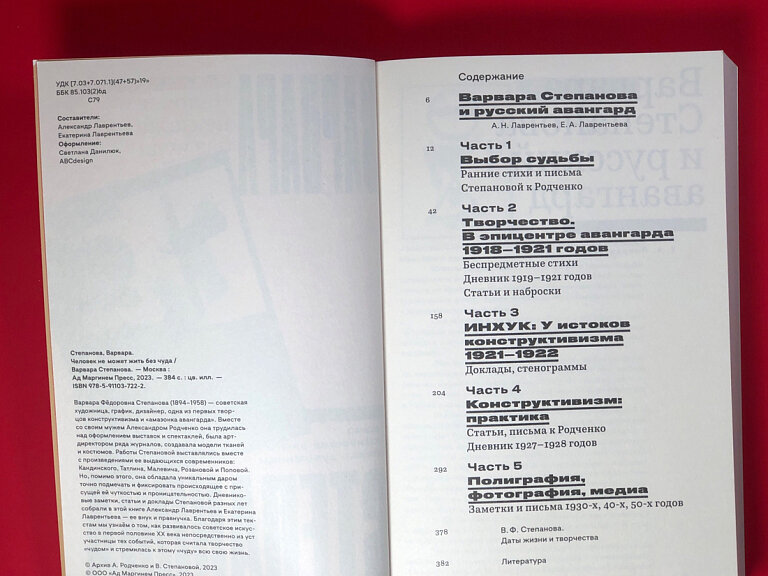 УДК [7.03+7.071.1](47+57)»19»
ББК 85.103(2)6д
С79
Составители:
Александр Лаврентьев,
Екатерина Лаврентьева
Оформление:
Светлана Данилюк,
ABCdesign
Степанова, Варвара.
Человек не может жить без чуда /
Варвара Степанова. — Москва :
Ад Маргинем Пресс, 2023. — 384 с. : цв. илл. —
ISBN 978-5-91103-722-2.
Варвара Фёдоровна Степанова (1894–1958) — советская
художница, график, дизайнер, одна из первых твор-
цов конструктивизма и «амазонка авангарда». Вместе
со своим мужем Александром Родченко она трудилась
над оформлением выставок и спектаклей, была арт-
директором ряда журналов, создавала модели тканей
и костюмов. Работы Степановой выставлялись вместе
с произведениями ее выдающихся современников:
Кандинского, Татлина, Малевича, Розановой и Поповой.
Но, помимо этого, она обладала уникальным даром
точно подмечать и фиксировать происходящее с при-
сущей ей чуткостью и проницательностью. Дневнико-
вые заметки, статьи и доклады Степановой разных лет
собрали в этой книге Александр Лаврентьев и Екатерина
Лаврентьева — ее внук и правнучка. Благодаря этим тек-
стам мы узнаём о том, как развивалось советское искус-
ство в первой половине XX века непосредственно из уст
участницы тех событий, которая считала творчество
«чудом» и стремилась к этому «чуду» всю свою жизнь.
© Архив А. Родченко и В. Степановой, 2023
© ООО «Ад Маргинем Пресс», 2023
Содержание
6 Варвара Степанова
и русский авангард
А. Н. Лаврентьев, Е. А. Лаврентьева
12 Часть 1
Выбор судьбы
Ранние стихи и письма
Степановой к Родченко
42 Часть 2
Творчество.
В эпицентре авангарда
1918—1921 годов
Беспредметные стихи
Дневник 1919–1921 годов
Статьи и наброски
158 Часть 3
ИНХУК: У истоков
конструктивизма
1921—1922
Доклады, стенограммы
204 Часть 4
Конструктивизм:
практика
Статьи, письма к Родченко
Дневник 1927–1928 годов
292 Часть 5
Полиграфия,
фотография, медиа
Заметки и письма 1930-х, 40-х, 50-х годов
378 В. Ф. Степанова.
Даты жизни и творчества
382 Литература